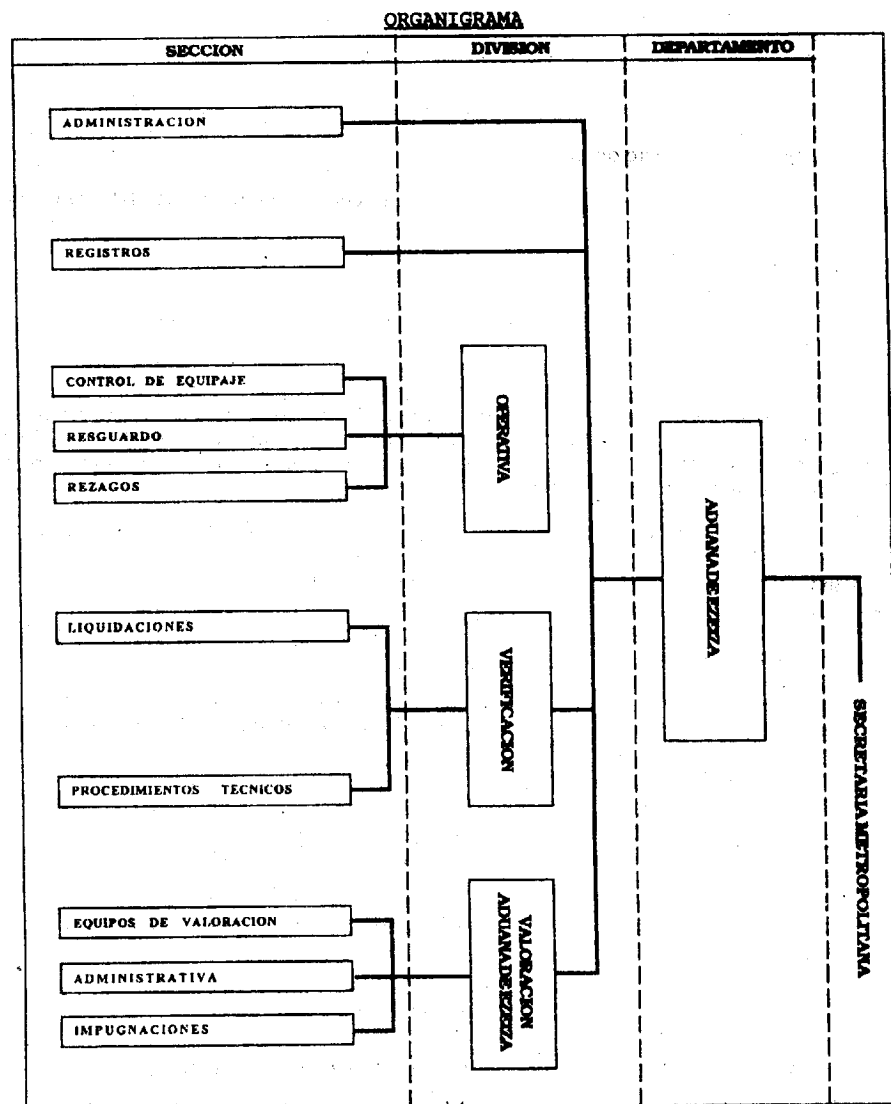 ORGANIGRAMA
SECCION DIVISION DEPARTAMENTO
ADMINISTRACION
REGISTROS
CONTROL DE EQUIPAJE
RESGUARDO
REZAGOS
OPERATIVA
LIQUIDACIONES
PROCEDIMIENTOS TECNICOS
VERIFICACION
EQUIPOS DE VALORACION
ADMINISTRATIVA
IMPUGNACIONES
VALORACION
ADUANA DE EZEIZA
ADUANA DE EZEIZA
SECRETARIA METROPOLITANA